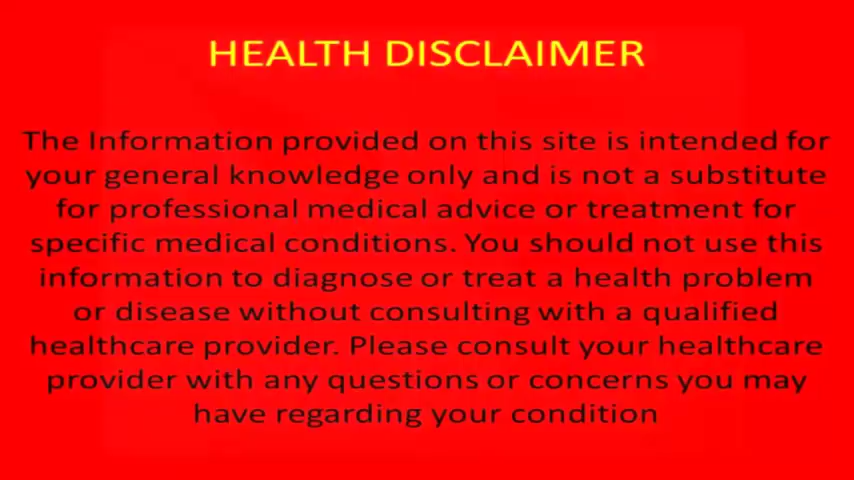 HEALTH DISCLAIMER
The Information provided on this site is intended for
your general knowledge only and is not a substitute
for professional medical advice or treatment for
specific medical conditions. You should not use this
information to diagnose or treat a health problem
or disease without consulting with a qualified
healthcare provider. Please consult your healthcare
provider with any questions or concerns you may
have regarding your condition